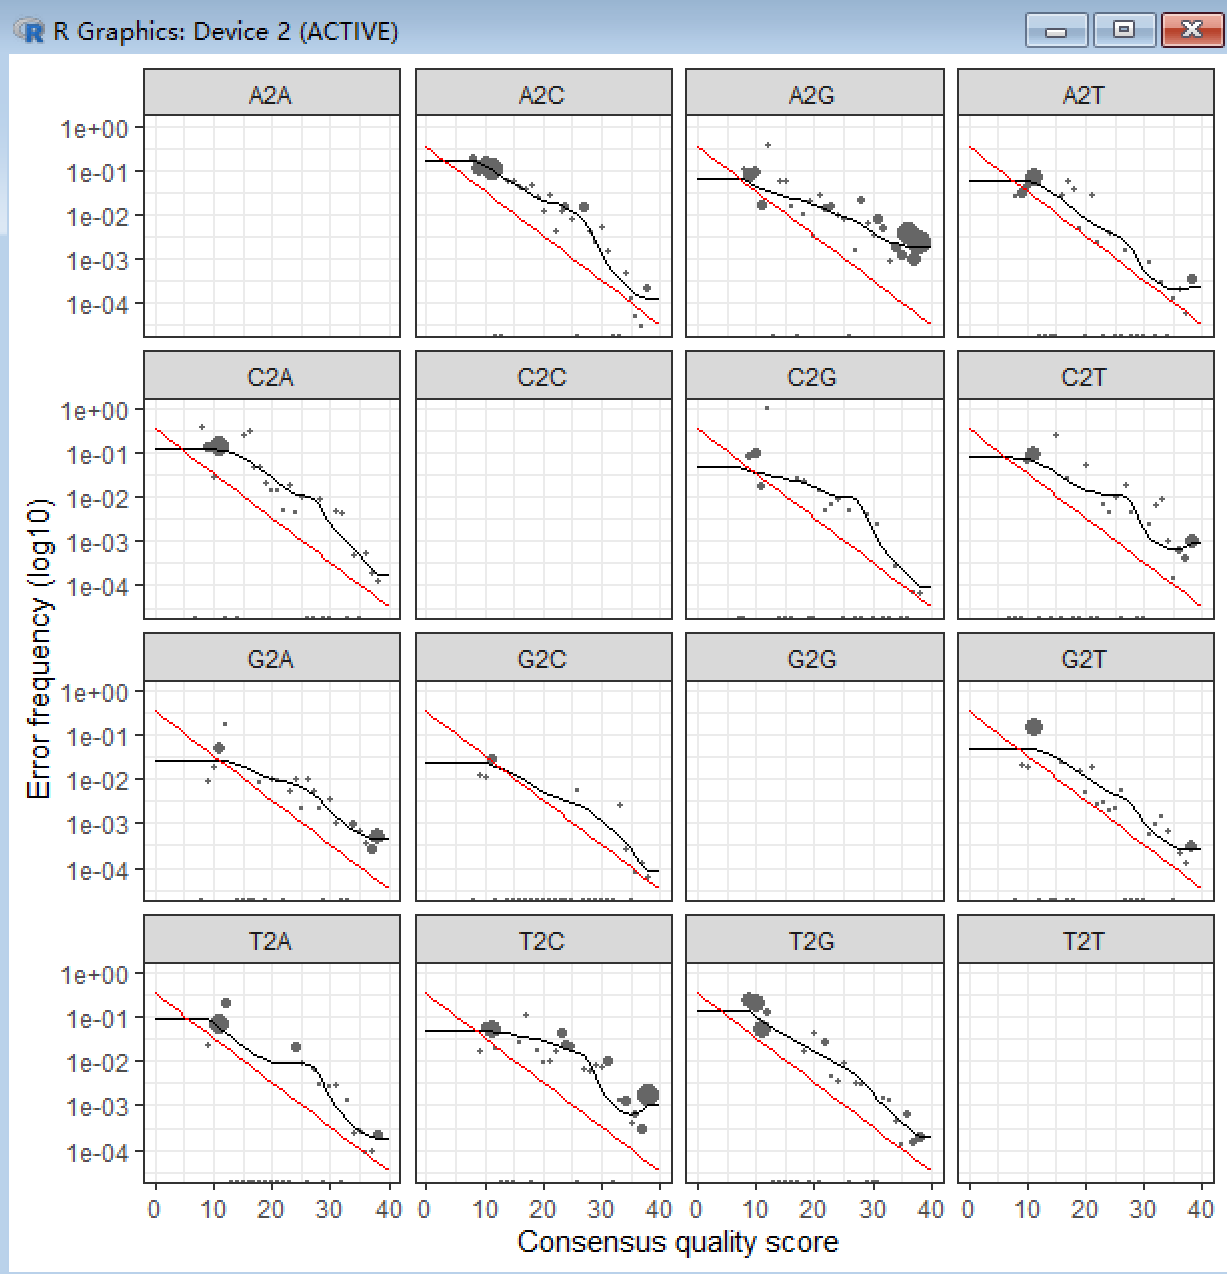 R Graphics: Device 2 (ACTIVE)
A2A A2C A2G A2T
1e+00
1e-01
1e-02
1e-03
1e-04
C2A C2C C2G C2T
1e+00
1e-01
1e-02
1e-03
1e-04
G2A G2C G2G G2T
1e+00
1e-01
1e-02
1e-03
1e-04
T2A T2C T2G T2T
1e+00
1e-01
1e-02
1e-03
1e-04
0 10 20 30 40 0 10 20 30 40 0 10 20 30 40 0 10 20 30 40
Consensus quality score
Error frequency (log10)